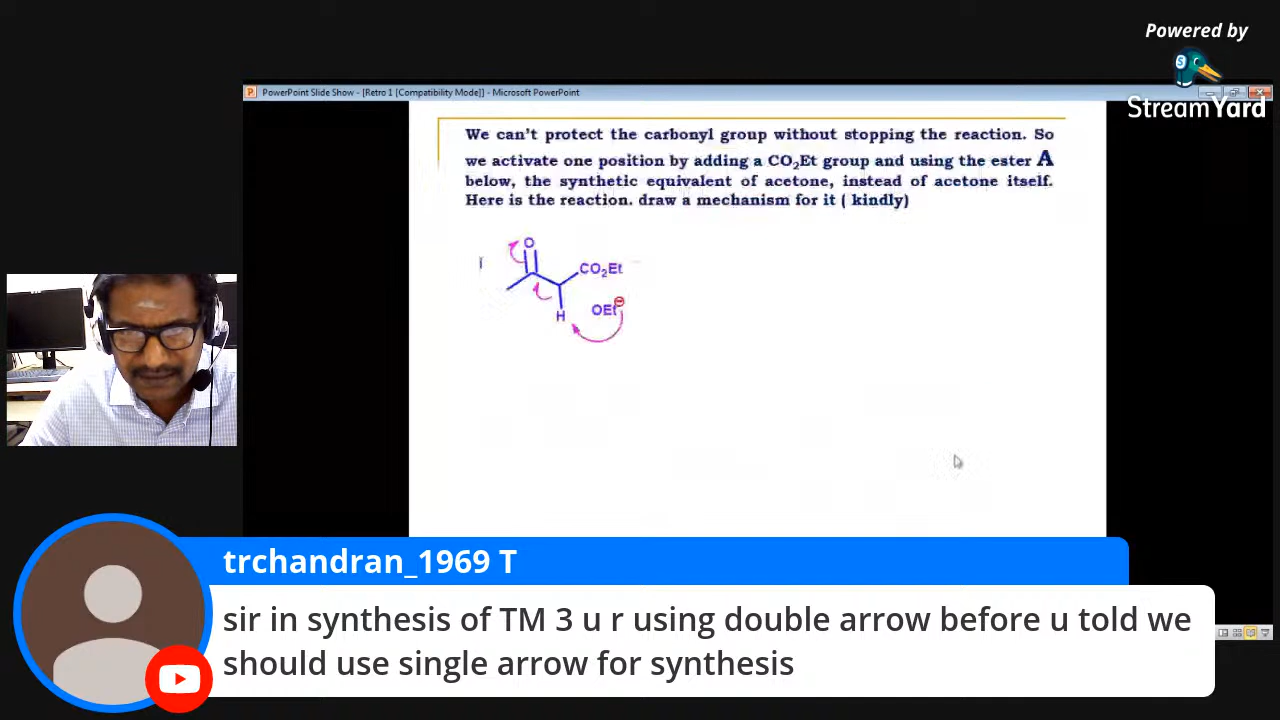 Powered by
StreamYard
PowerPoint Slide Show - [Retro 1 [Compatibility Mode]] - Microsoft PowerPoint
We can't protect the carbonyl group without stopping the reaction. So
we activate one position by adding a CO₂Et group and using the ester A
below, the synthetic equivalent of acetone, instead of acetone itself.
Here is the reaction. draw a mechanism for it ( kindly)
O
CO₂Et
H
OEt⊖
trchandran_1969 T
sir in synthesis of TM 3 u r using double arrow before u told we
should use single arrow for synthesis